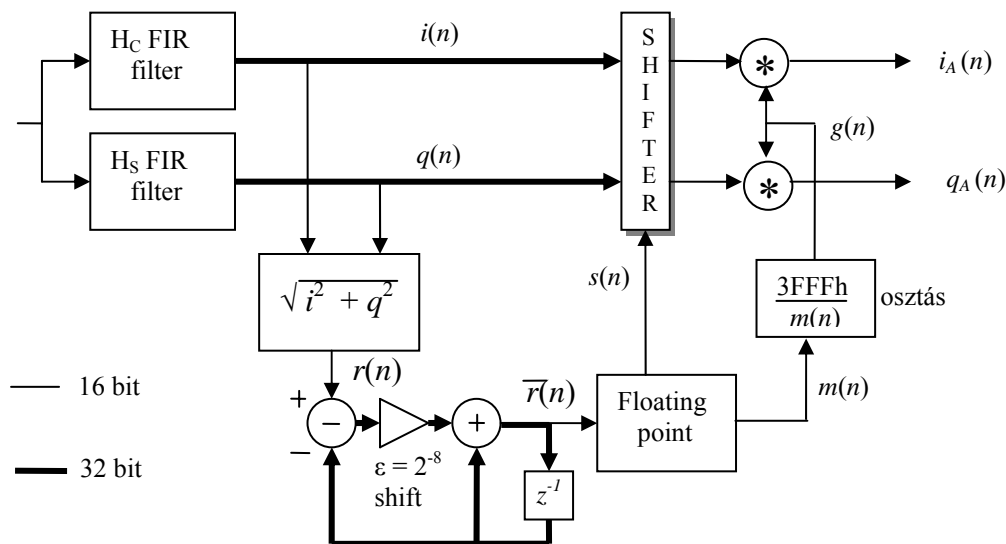 H_C FIR
filter
i(n)
SHIFTER
*
i_A(n)
g(n)
H_S FIR
filter
q(n)
*
q_A(n)
√i² + q²
s(n)
3FFFh
m(n)
osztás
16 bit
r(n)
r̅(n)
Floating
point
m(n)
+
−
−
+
ε = 2⁻⁸
shift
z⁻¹
32 bit